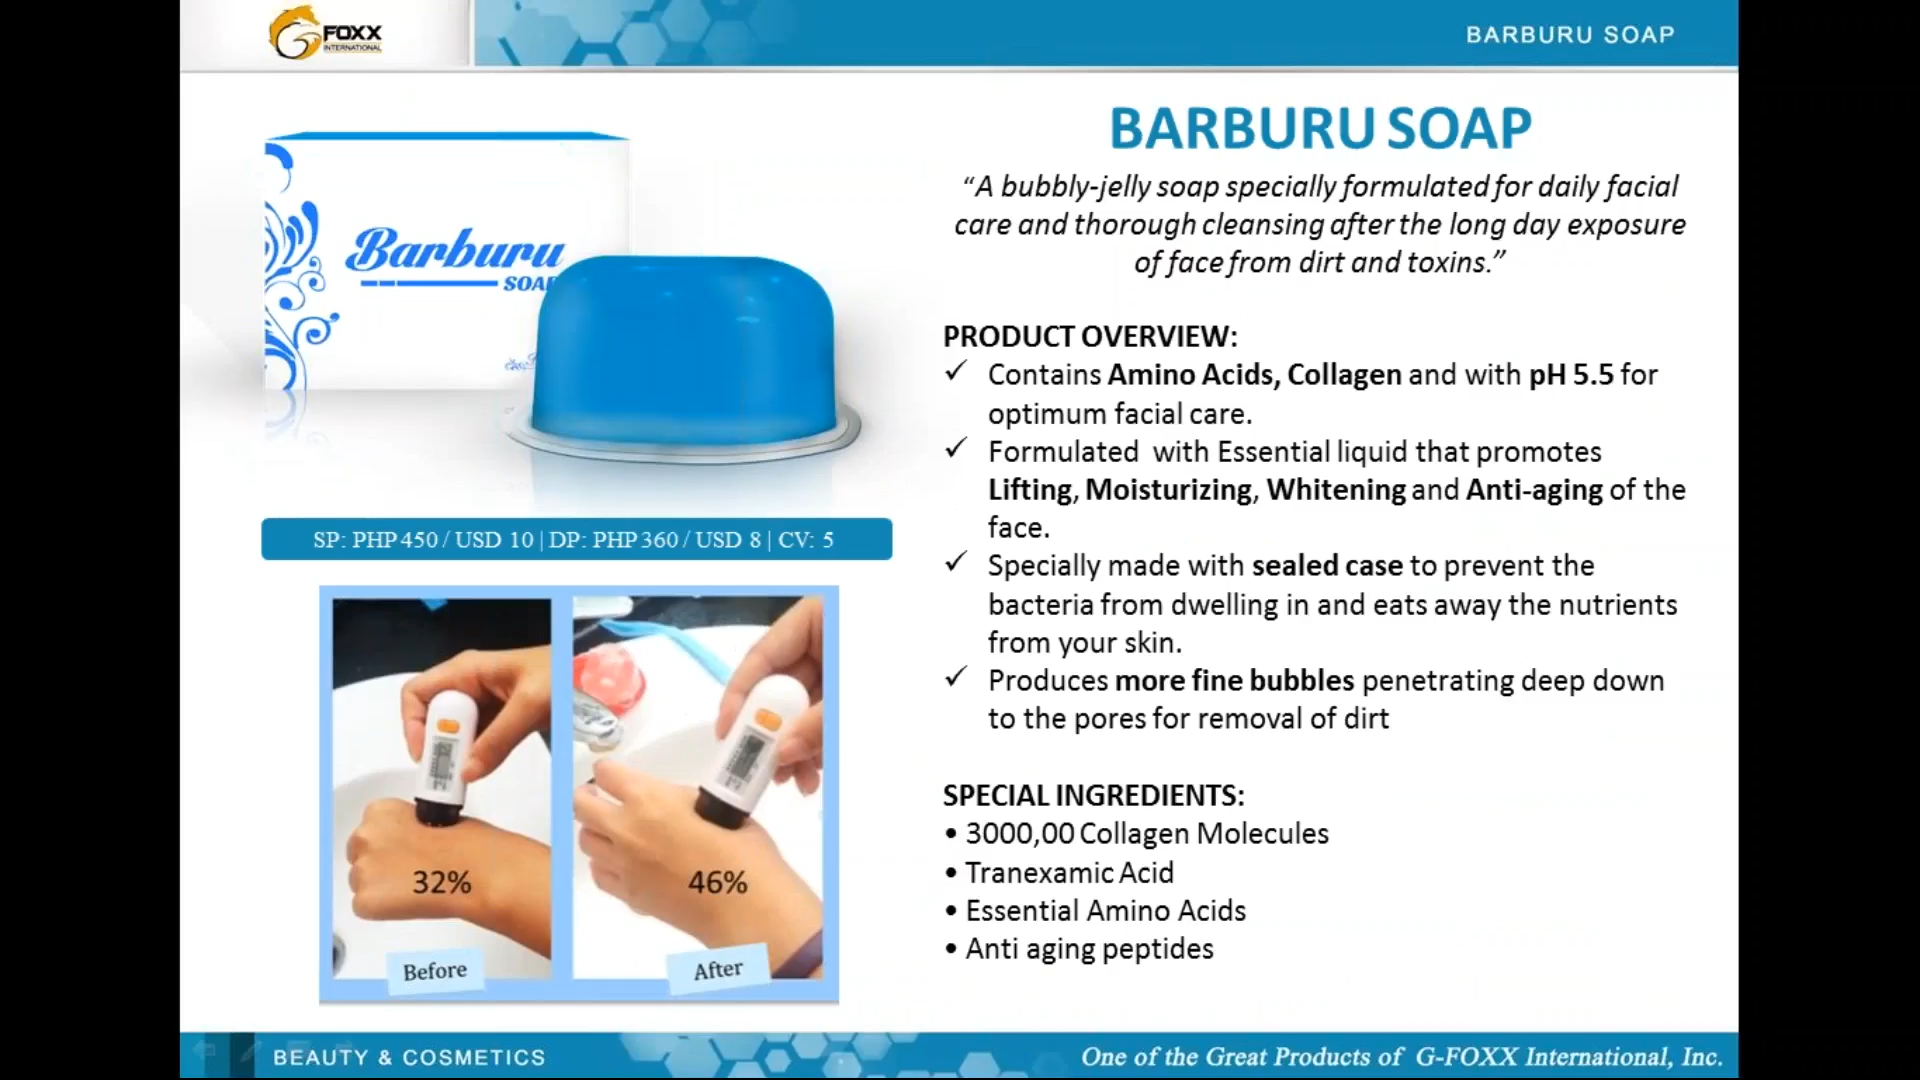 FOXX
INTERNATIONAL
BARBURU SOAP
Barburu
SOAP
SP: PHP 450 / USD 10 | DP: PHP 360 / USD 8 | CV: 5
32%
46%
Before
After
BARBURU SOAP
“A bubbly-jelly soap specially formulated for daily facial
care and thorough cleansing after the long day exposure
of face from dirt and toxins.”
PRODUCT OVERVIEW:
✓ Contains Amino Acids, Collagen and with pH 5.5 for
optimum facial care.
✓ Formulated with Essential liquid that promotes
Lifting, Moisturizing, Whitening and Anti-aging of the
face.
✓ Specially made with sealed case to prevent the
bacteria from dwelling in and eats away the nutrients
from your skin.
✓ Produces more fine bubbles penetrating deep down
to the pores for removal of dirt
SPECIAL INGREDIENTS:
• 3000,00 Collagen Molecules
• Tranexamic Acid
• Essential Amino Acids
• Anti aging peptides
BEAUTY & COSMETICS
One of the Great Products of G-FOXX International, Inc.